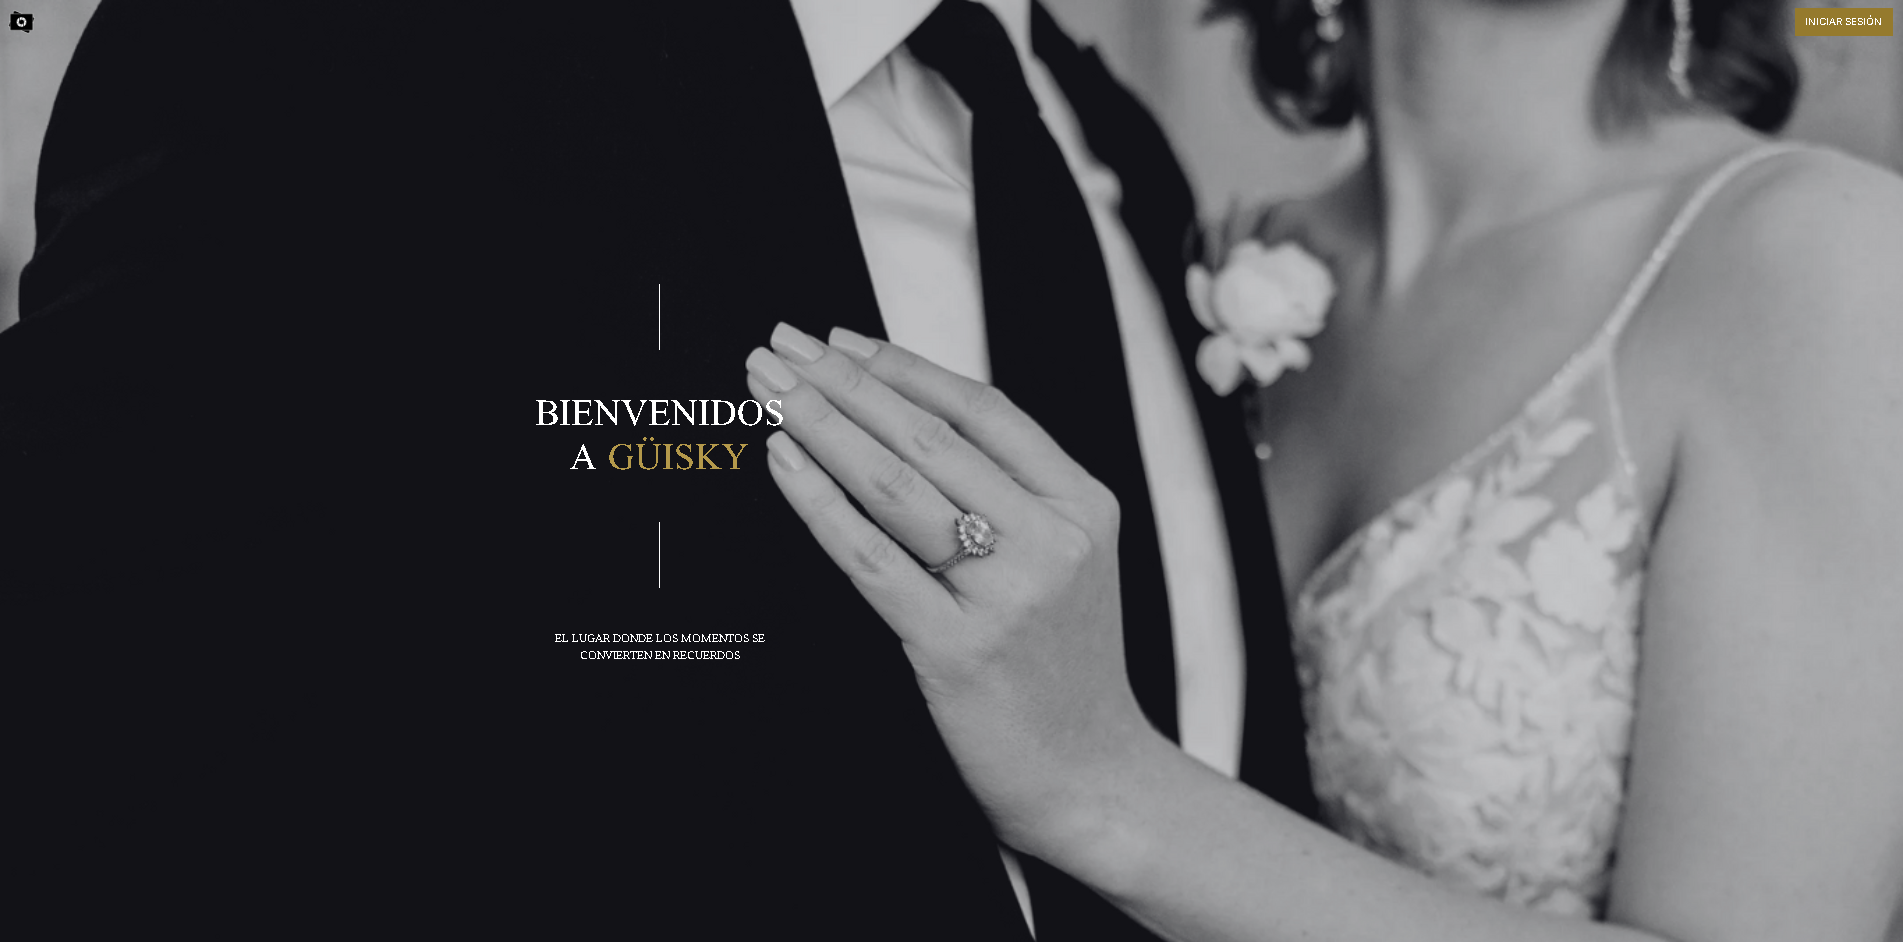 INICIAR SESIÓN
BIENVENIDOS
A GÜISKY
EL LUGAR DONDE LOS MOMENTOS SE
CONVIERTEN EN RECUERDOS